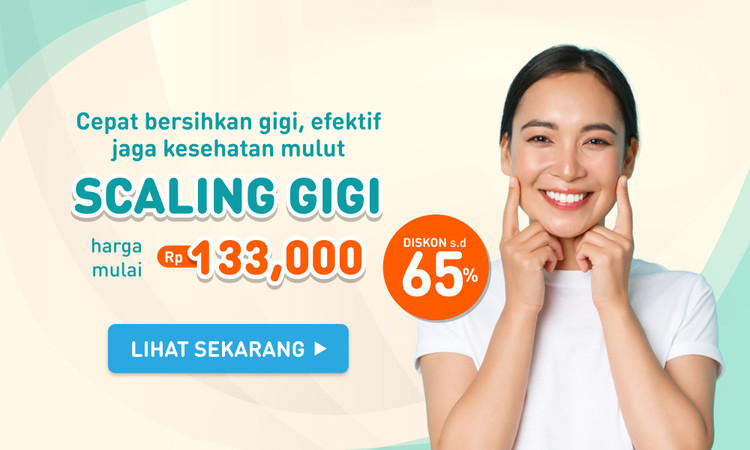 Cepat bersihkan gigi, efektif
jaga kesehatan mulut
SCALING GIGI
harga
mulai
Rp 133,000
DISKON s.d
65%
LIHAT SEKARANG